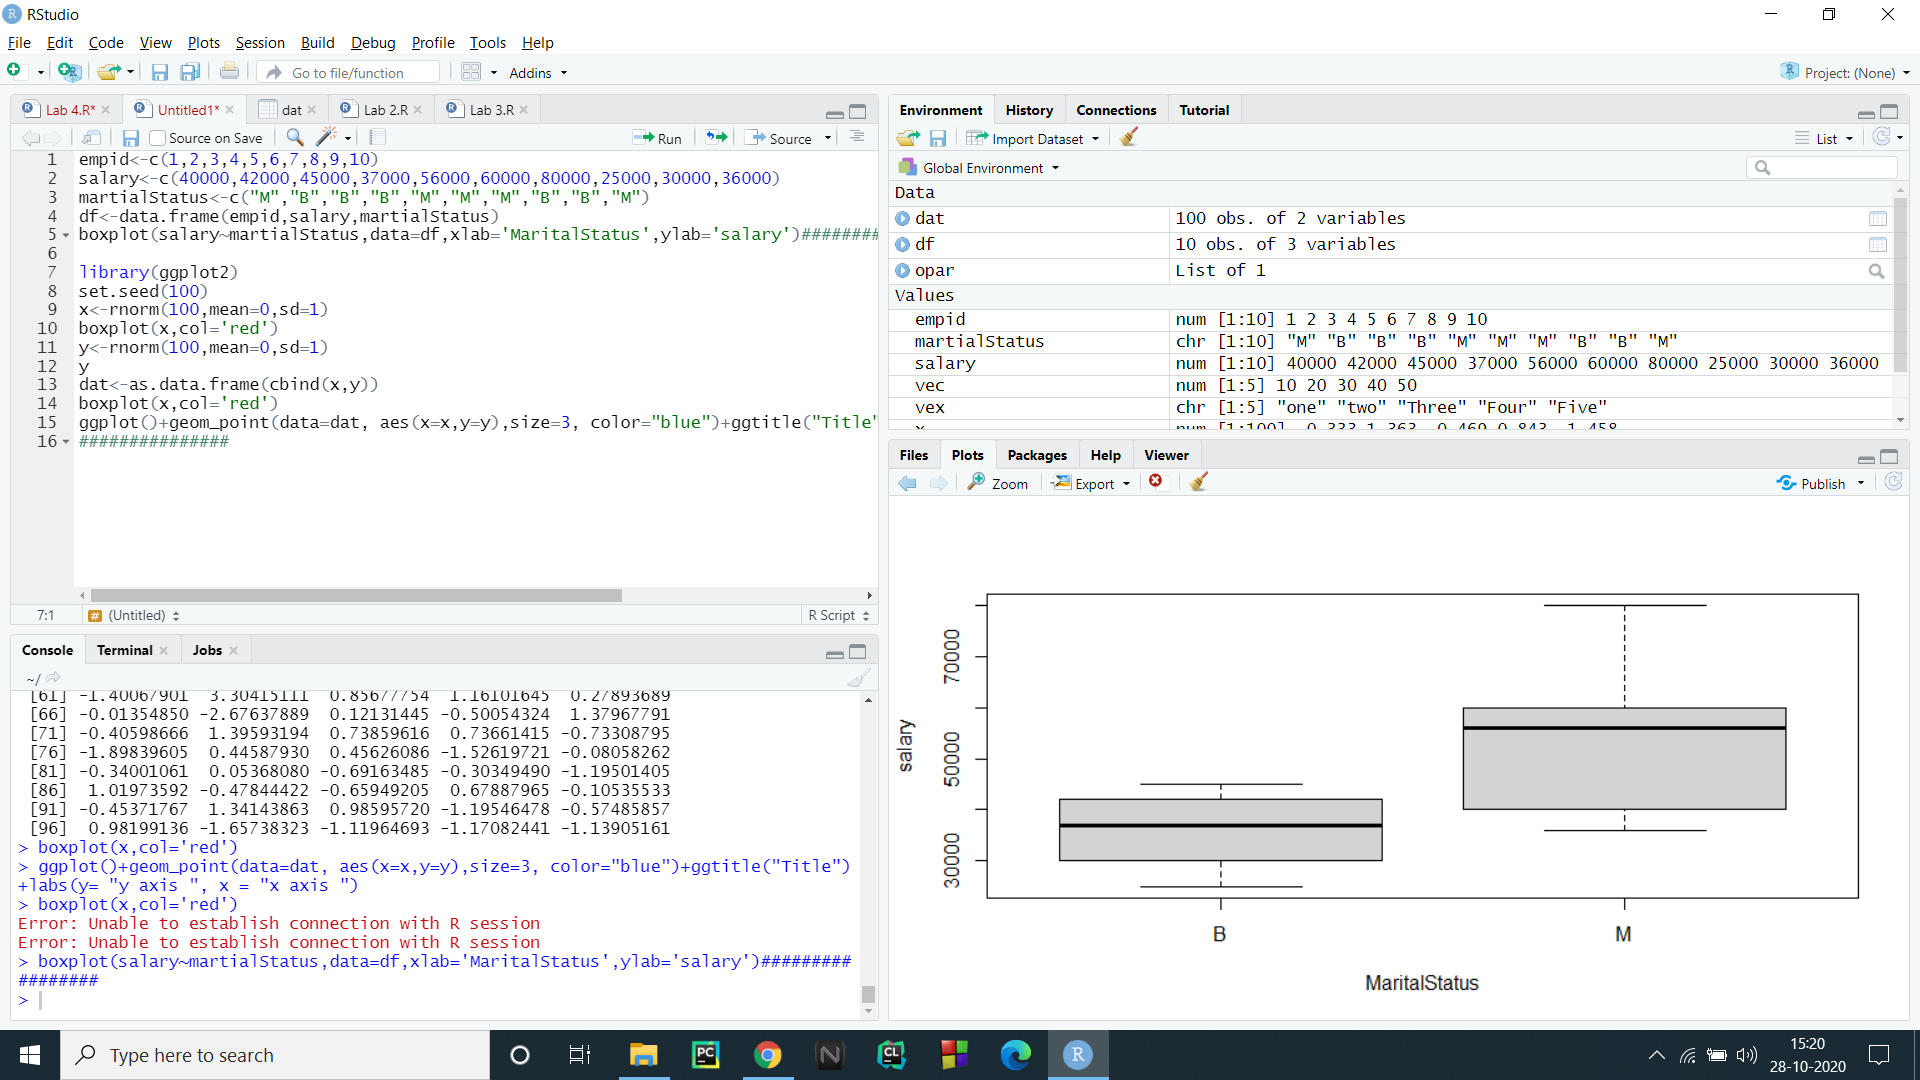 RStudio
File Edit Code View Plots Session Build Debug Profile Tools Help
Go to file/function Addins Project: (None)
Lab 4.R* Untitled1* dat Lab 2.R Lab 3.R
Source on Save Run Source
1 empid<-c(1,2,3,4,5,6,7,8,9,10)
2 salary<-c(40000,42000,45000,37000,56000,60000,80000,25000,30000,36000)
3 martialStatus<-c("M","B","B","B","M","M","M","B","B","M")
4 df<-data.frame(empid,salary,martialStatus)
5 boxplot(salary~martialStatus,data=df,xlab='MaritalStatus',ylab='salary')########
6
7 library(ggplot2)
8 set.seed(100)
9 x<-rnorm(100,mean=0,sd=1)
10 boxplot(x,col='red')
11 y<-rnorm(100,mean=0,sd=1)
12 y
13 dat<-as.data.frame(cbind(x,y))
14 boxplot(x,col='red')
15 ggplot()+geom_point(data=dat, aes(x=x,y=y),size=3, color="blue")+ggtitle("Title"
16 ###############
7:1 (Untitled) R Script
Console Terminal Jobs
~/
[61] -1.40067901 3.30415111 0.85677754 1.16101645 0.27893689
[66] -0.01354850 -2.67637889 0.12131445 -0.50054324 1.37967791
[71] -0.40598666 1.39593194 0.73859616 0.73661415 -0.73308795
[76] -1.89839605 0.44587930 0.45626086 -1.52619721 -0.08058262
[81] -0.34001061 0.05368080 -0.69163485 -0.30349490 -1.19501405
[86] 1.01973592 -0.47844422 -0.65949205 0.67887965 -0.10535533
[91] -0.45371767 1.34143863 0.98595720 -1.19546478 -0.57485857
[96] 0.98199136 -1.65738323 -1.11964693 -1.17082441 -1.13905161
> boxplot(x,col='red')
> ggplot()+geom_point(data=dat, aes(x=x,y=y),size=3, color="blue")+ggtitle("Title")
+labs(y= "y axis ", x = "x axis ")
> boxplot(x,col='red')
Error: Unable to establish connection with R session
Error: Unable to establish connection with R session
> boxplot(salary~martialStatus,data=df,xlab='MaritalStatus',ylab='salary')#########
########
>
Environment History Connections Tutorial
Import Dataset List
Global Environment
Data
dat 100 obs. of 2 variables
df 10 obs. of 3 variables
opar List of 1
Values
empid num [1:10] 1 2 3 4 5 6 7 8 9 10
martialStatus chr [1:10] "M" "B" "B" "B" "M" "M" "M" "B" "B" "M"
salary num [1:10] 40000 42000 45000 37000 56000 60000 80000 25000 30000 36000
vec num [1:5] 10 20 30 40 50
vex chr [1:5] "one" "two" "Three" "Four" "Five"
Files Plots Packages Help Viewer
Zoom Export Publish
70000
50000
30000
salary
B M
MaritalStatus
Type here to search
PC
CL
R
15:20
28-10-2020